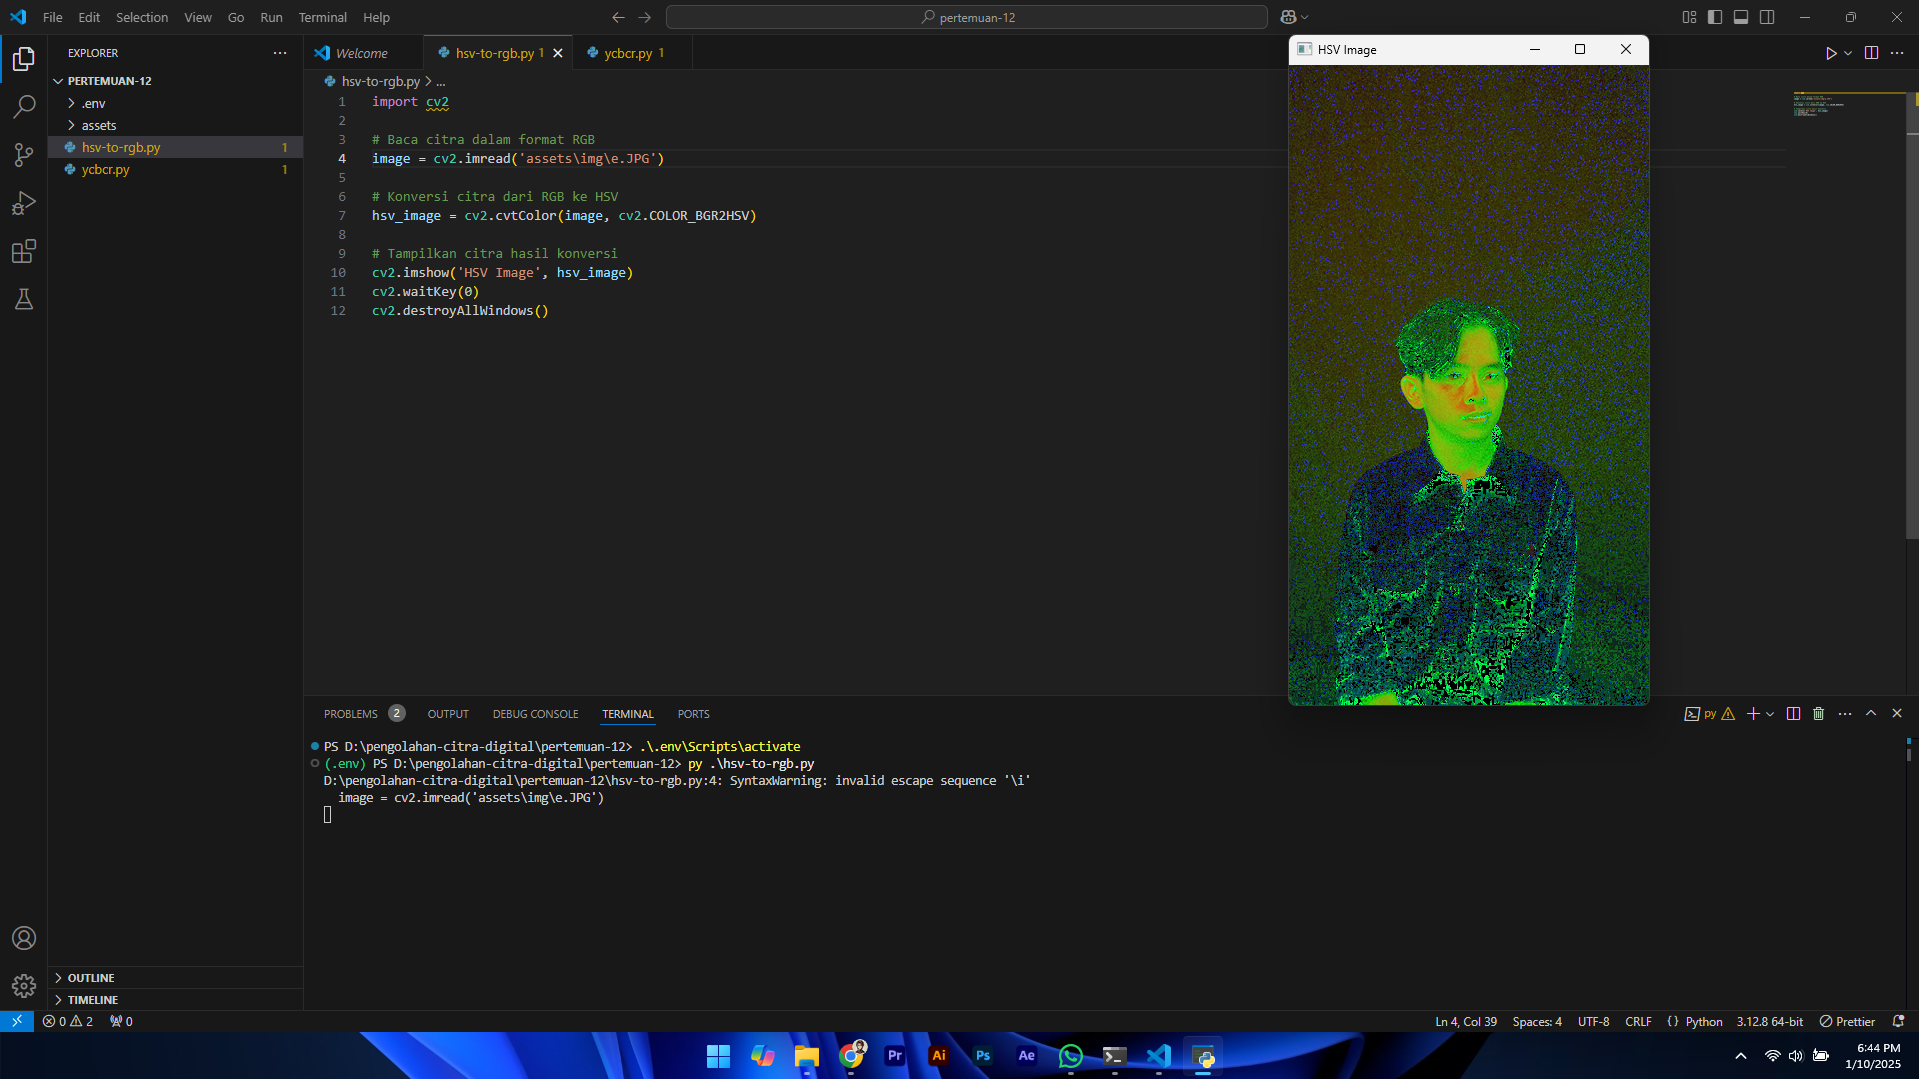 File Edit Selection View Go Run Terminal Help
pertemuan-12
EXPLORER
PERTEMUAN-12
.env
assets
hsv-to-rgb.py 1
ycbcr.py 1
OUTLINE
TIMELINE
Welcome
hsv-to-rgb.py 1
ycbcr.py 1
hsv-to-rgb.py > ...
1 import cv2
2
3 # Baca citra dalam format RGB
4 image = cv2.imread('assets\img\e.JPG')
5
6 # Konversi citra dari RGB ke HSV
7 hsv_image = cv2.cvtColor(image, cv2.COLOR_BGR2HSV)
8
9 # Tampilkan citra hasil konversi
10 cv2.imshow('HSV Image', hsv_image)
11 cv2.waitKey(0)
12 cv2.destroyAllWindows()
HSV Image
PROBLEMS 2 OUTPUT DEBUG CONSOLE TERMINAL PORTS
py
PS D:\pengolahan-citra-digital\pertemuan-12> .\.env\Scripts\activate
(.env) PS D:\pengolahan-citra-digital\pertemuan-12> py .\hsv-to-rgb.py
D:\pengolahan-citra-digital\pertemuan-12\hsv-to-rgb.py:4: SyntaxWarning: invalid escape sequence '\i'
image = cv2.imread('assets\img\e.JPG')
0 2 0
Ln 4, Col 39 Spaces: 4 UTF-8 CRLF {} Python 3.12.8 64-bit Prettier
Pr Ai Ps Ae
6:44 PM
1/10/2025